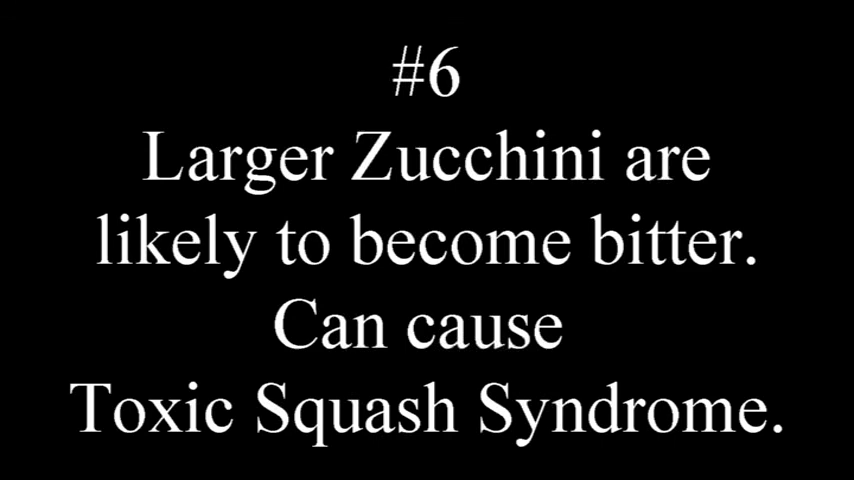 #6
Larger Zucchini are
likely to become bitter.
Can cause
Toxic Squash Syndrome.